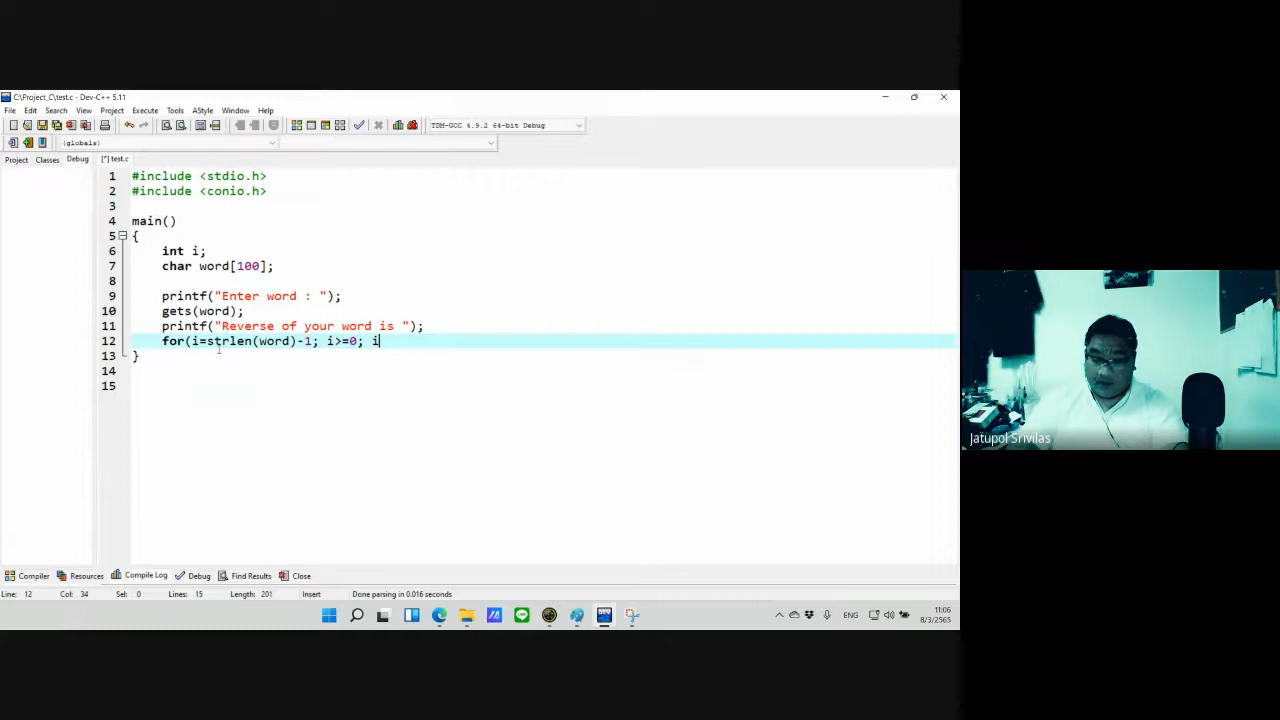 C:\Project_C\test.c - Dev-C++ 5.11
File Edit Search View Project Execute Tools AStyle Window Help
TDM-GCC 4.9.2 64-bit Debug
(globals)
Project Classes Debug
[*] test.c
1 #include <stdio.h>
2 #include <conio.h>
3
4 main()
5 {
6 int i;
7 char word[100];
8
9 printf("Enter word : ");
10 gets(word);
11 printf("Reverse of your word is ");
12 for(i=strlen(word)-1; i>=0; i
13 }
14
15
Jatupol Srivilas
Compiler Resources Compile Log Debug Find Results Close
Line: 12 Col: 34 Sel: 0 Lines: 15 Length: 201 Insert Done parsing in 0.016 seconds
ENG
11:06
8/3/2565